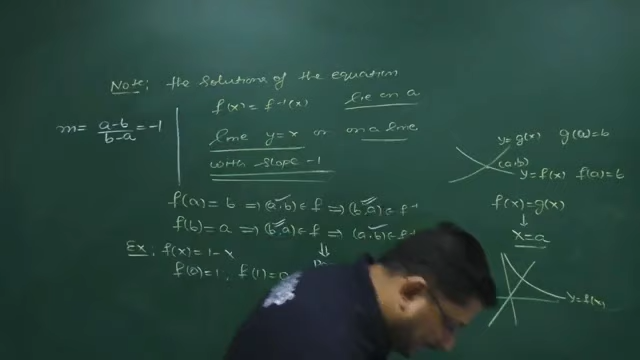 Note: the solutions of the equation
f(x) = f⁻¹(x) lie on a
line y=x or on a line
with slope -1
m = (a-b)/(b-a) = -1
f(a) = b ⇒ (a,b) ∈ f ⇒ (b,a) ∈ f⁻¹
f(b) = a ⇒ (b,a) ∈ f ⇒ (a,b) ∈ f⁻¹
Ex: f(x) = 1-x
f(0) = 1, f(1) = 0
y=g(x) g(a)=b
(a,b)
y=f(x) f(a)=b
f(x)=g(x)
↓
x=a
y=f(x)